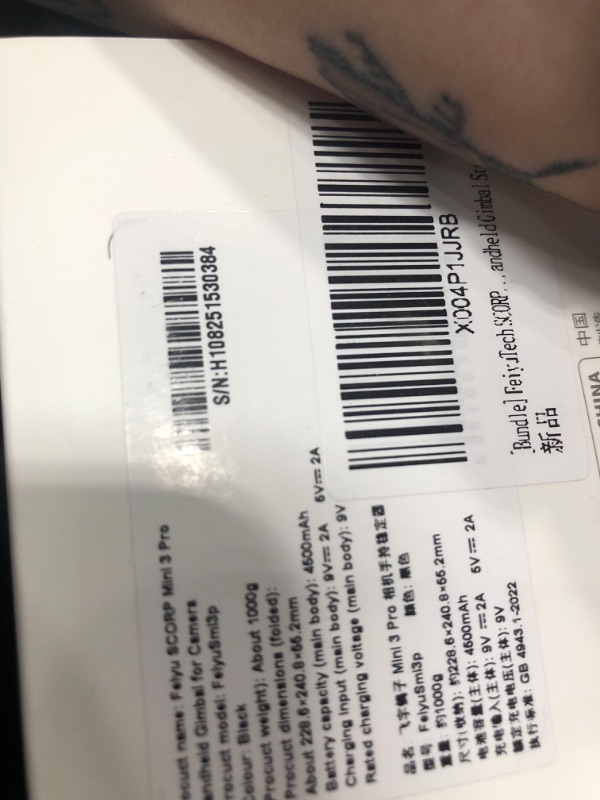 S/N:H108251530384
X004P1JJRB
[Bundle] FeiyuTech SCORP... andheld Gimbal St
新品
中国
CHINA
oduct name: Feiyu SCORP Mini 3 Pro
andheld Gimbal for Camera
roduct model: FeiyuSmi3p
olour: Black
Product weight): About 1000g
Product dimensions (folded):
About 228.6×240.8×55.2mm
Battery capacity (main body): 4500mAh
Charging input (main body): 9V⎓2A 5V⎓2A
Rated charging voltage (main body): 9V
品名 飞宇蝎子 Mini 3 Pro 相机手持稳定器
型号: FeiyuSmi3p 颜色: 黑色
重量: 约1000g
尺寸(收纳): 约228.6×240.8×55.2mm
电池容量(主体): 4500mAh
充电输入(主体): 9V⎓2A 5V⎓2A
额定充电电压(主体): 9V
执行标准: GB 4943.1-2022